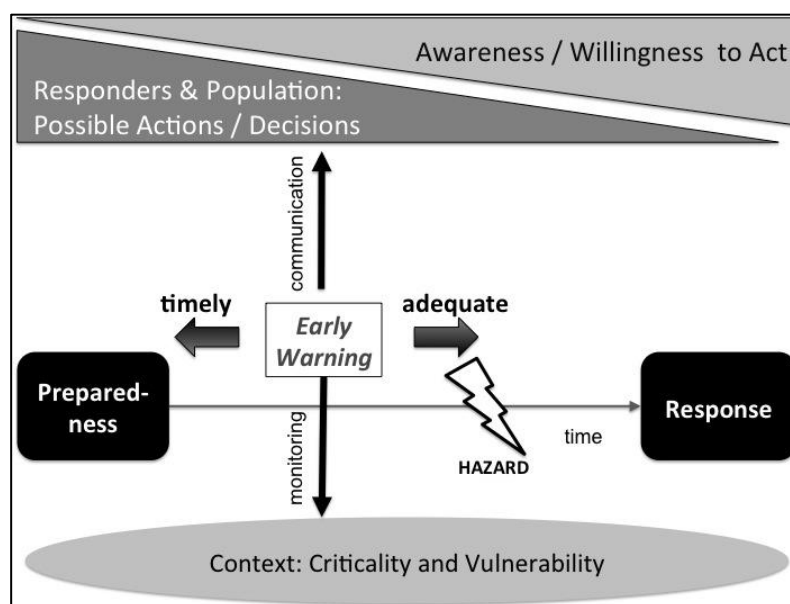 Awareness / Willingness to Act
Responders & Population:
Possible Actions / Decisions
communication
timely
adequate
Early
Warning
Prepared-
ness
Response
time
HAZARD
monitoring
Context: Criticality and Vulnerability